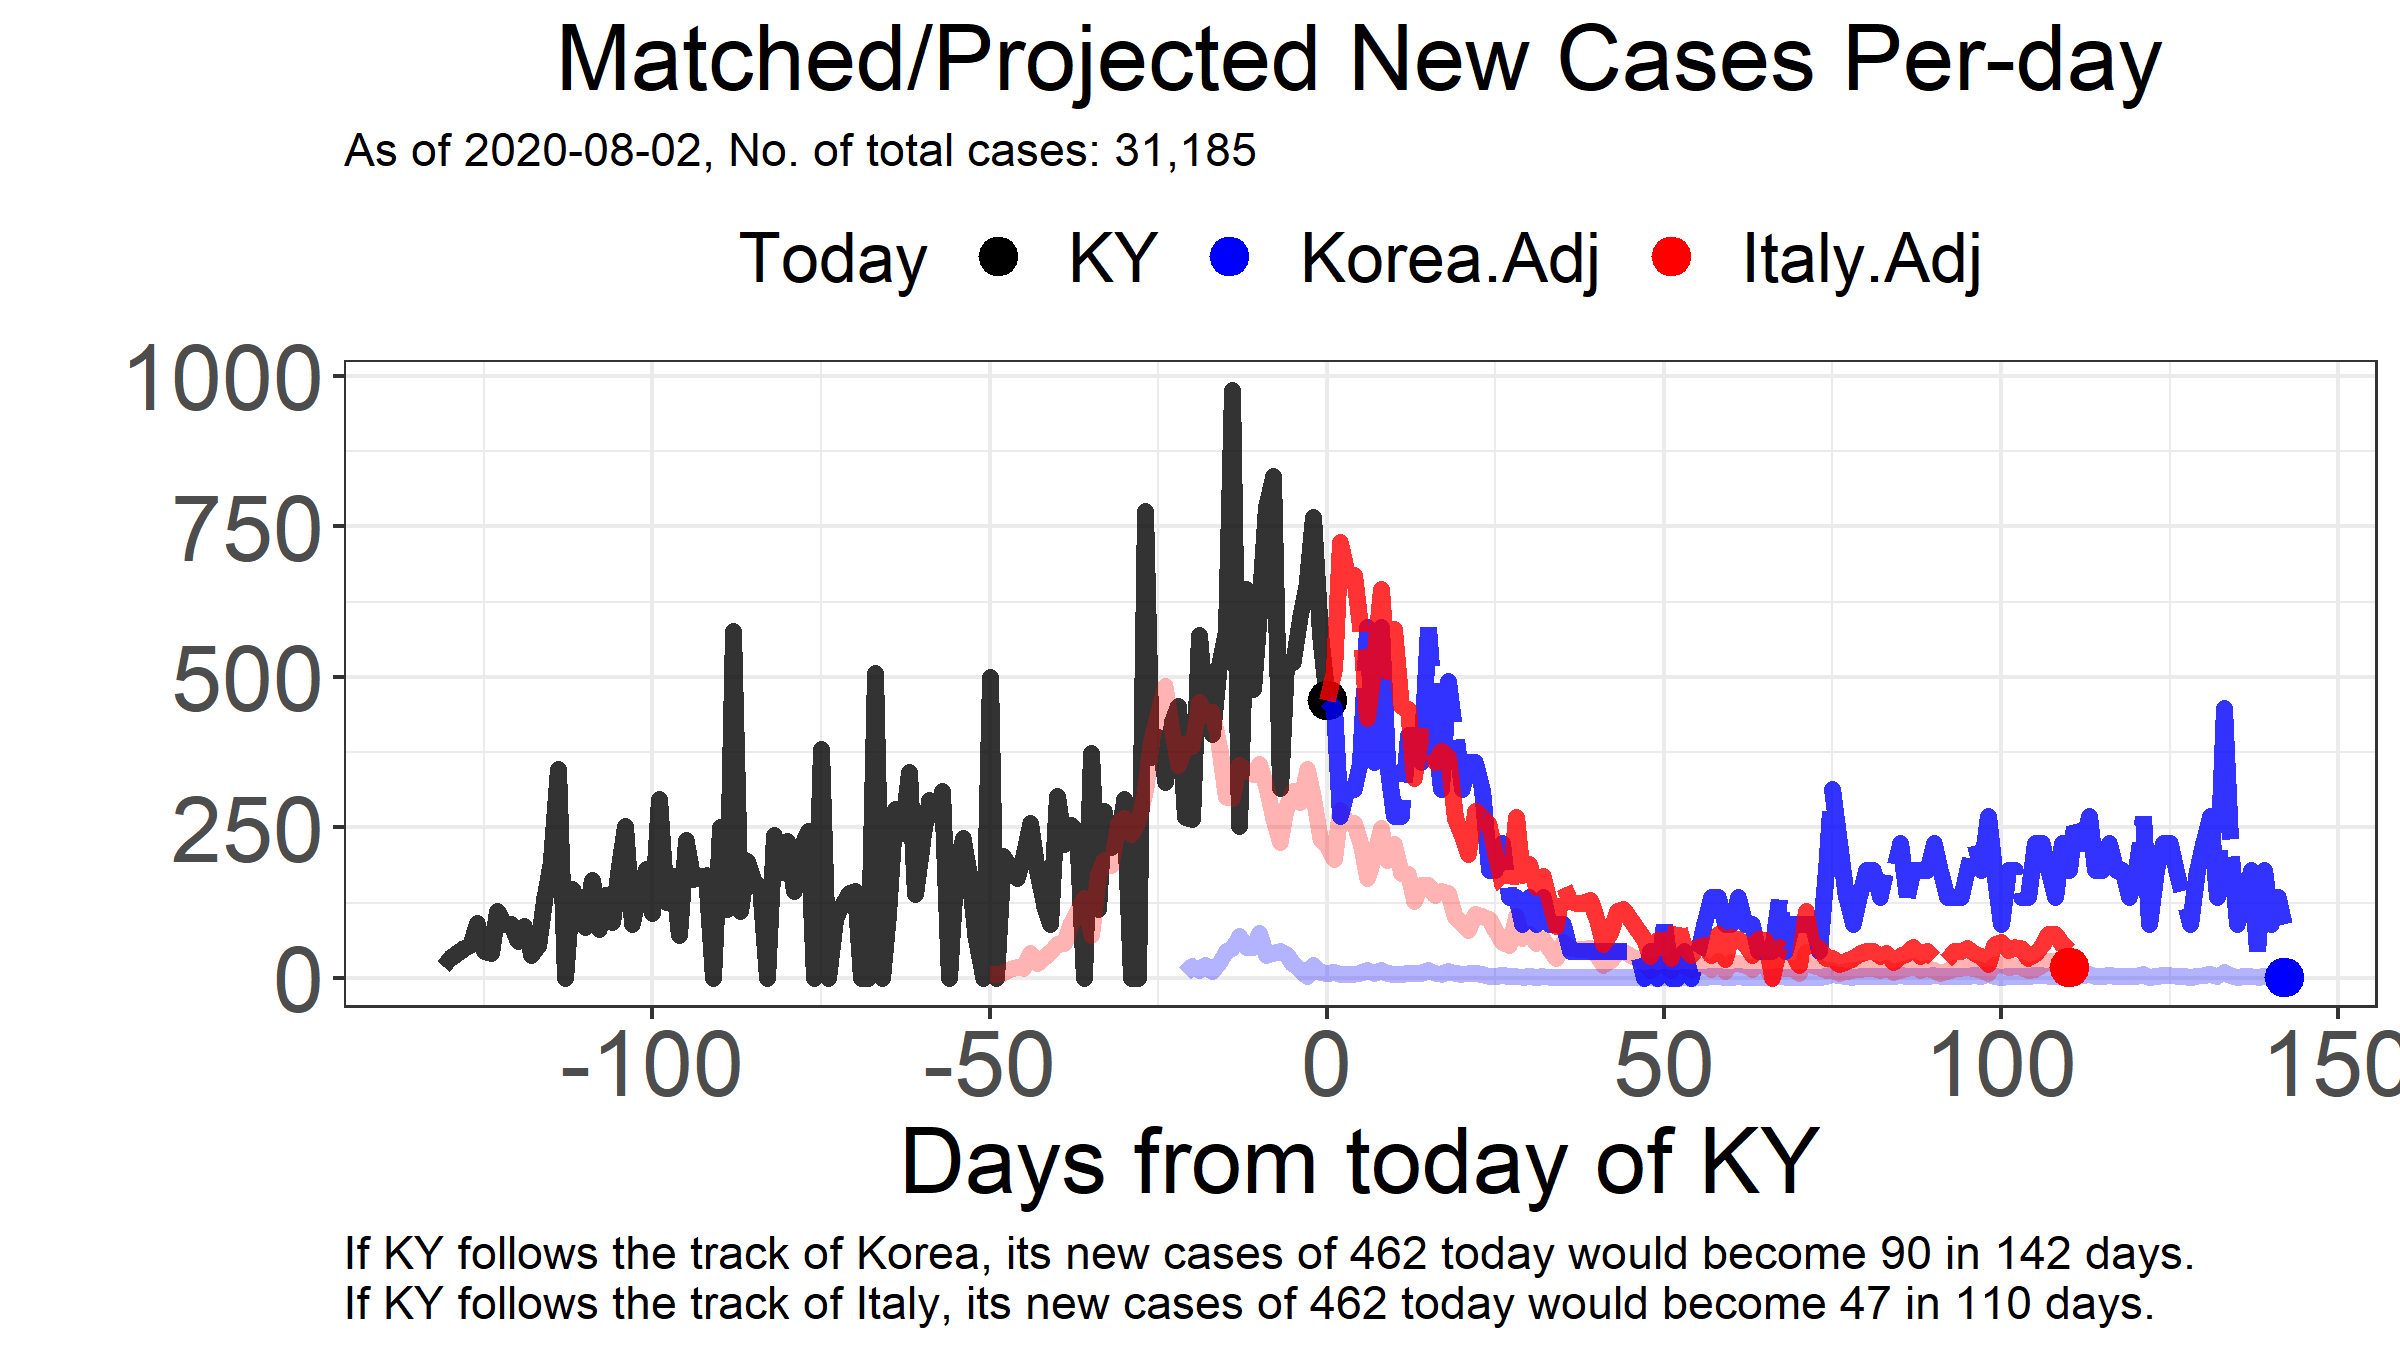 Matched/Projected New Cases Per-day
As of 2020-08-02, No. of total cases: 31,185
Today KY Korea.Adj Italy.Adj
1000
750
500
250
0
-100 -50 0 50 100 150
Days from today of KY
If KY follows the track of Korea, its new cases of 462 today would become 90 in 142 days.
If KY follows the track of Italy, its new cases of 462 today would become 47 in 110 days.